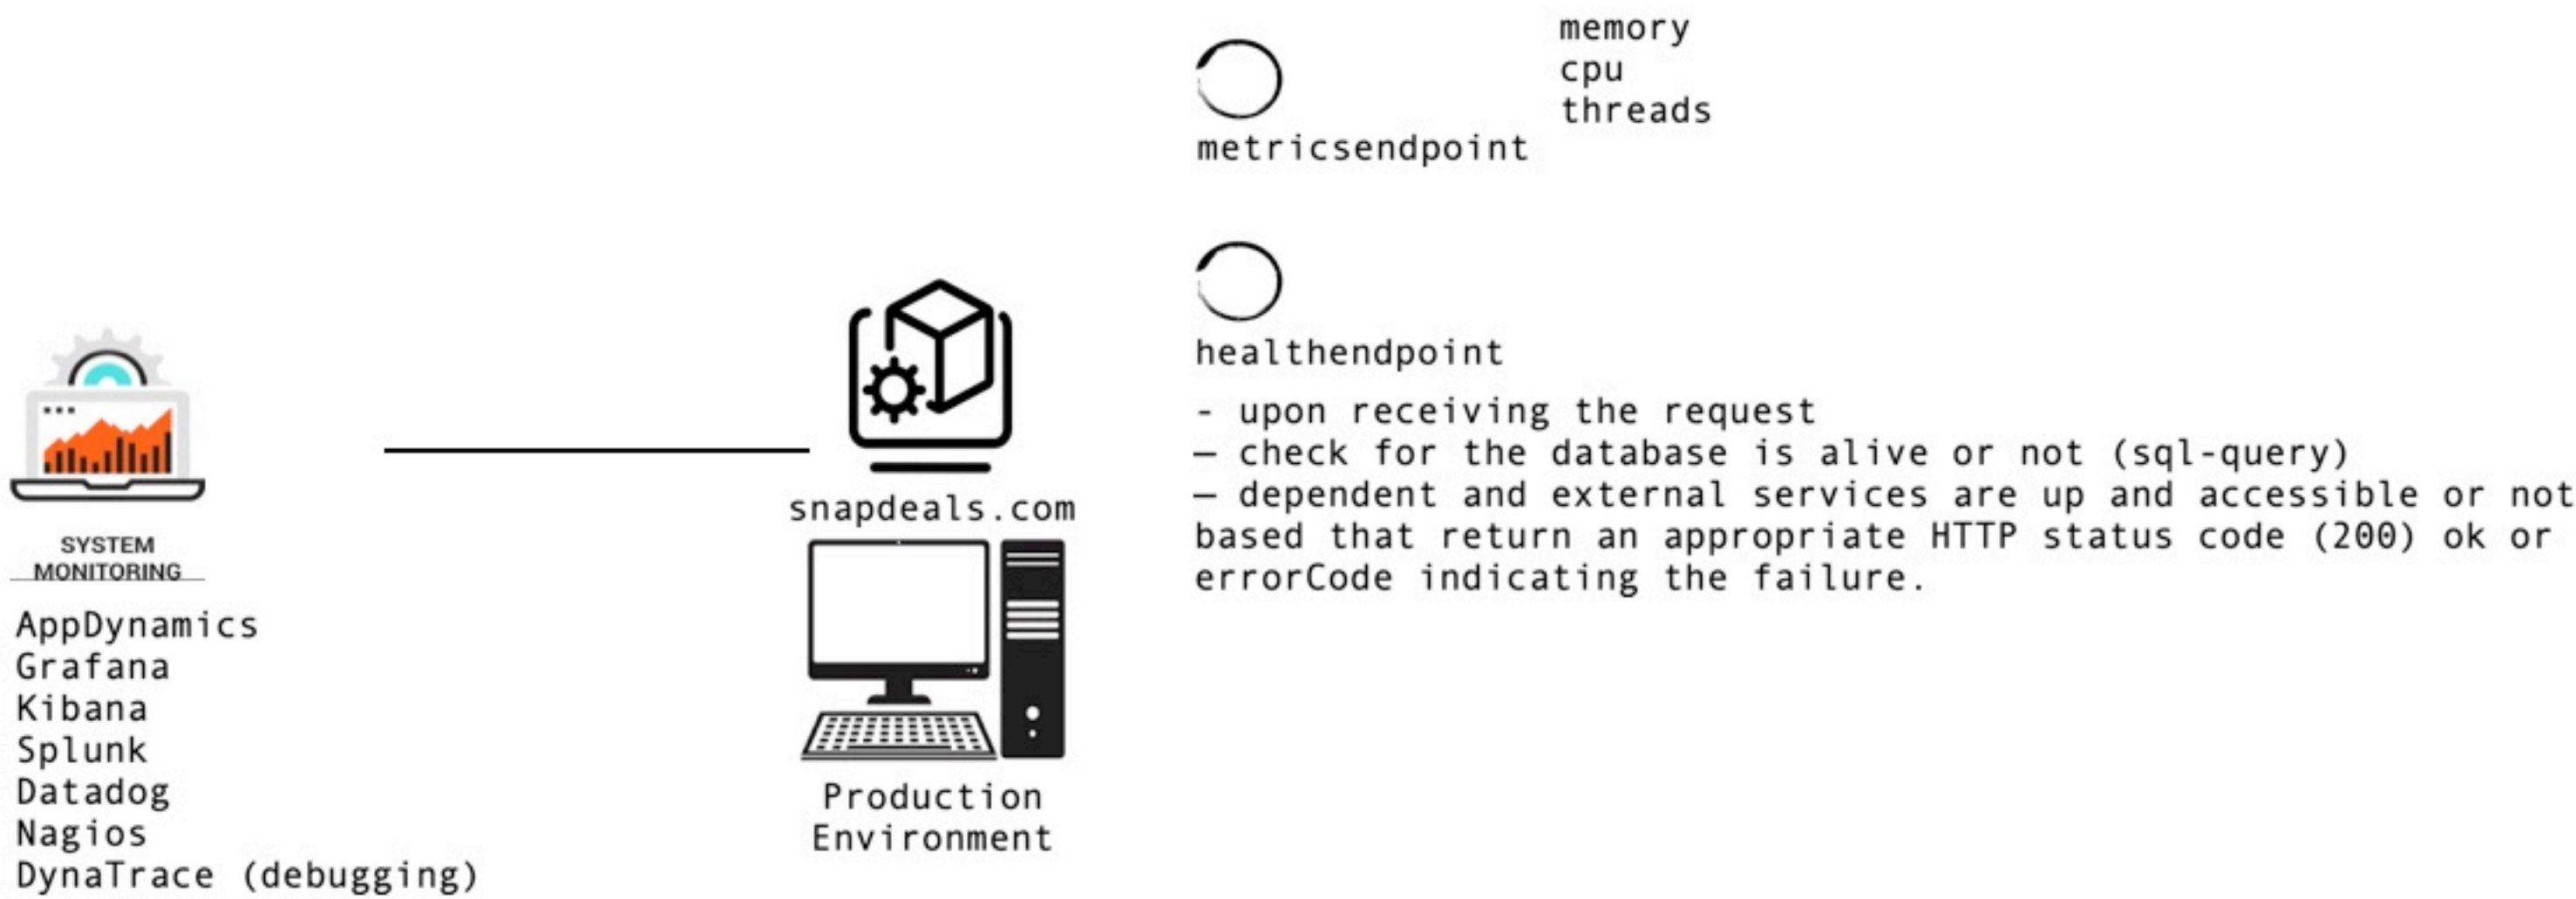 memory
cpu
threads
metricsendpoint
healthendpoint
- upon receiving the request
– check for the database is alive or not (sql-query)
– dependent and external services are up and accessible or not
based that return an appropriate HTTP status code (200) ok or
errorCode indicating the failure.
snapdeals.com
Production
Environment
SYSTEM
MONITORING
AppDynamics
Grafana
Kibana
Splunk
Datadog
Nagios
DynaTrace (debugging)